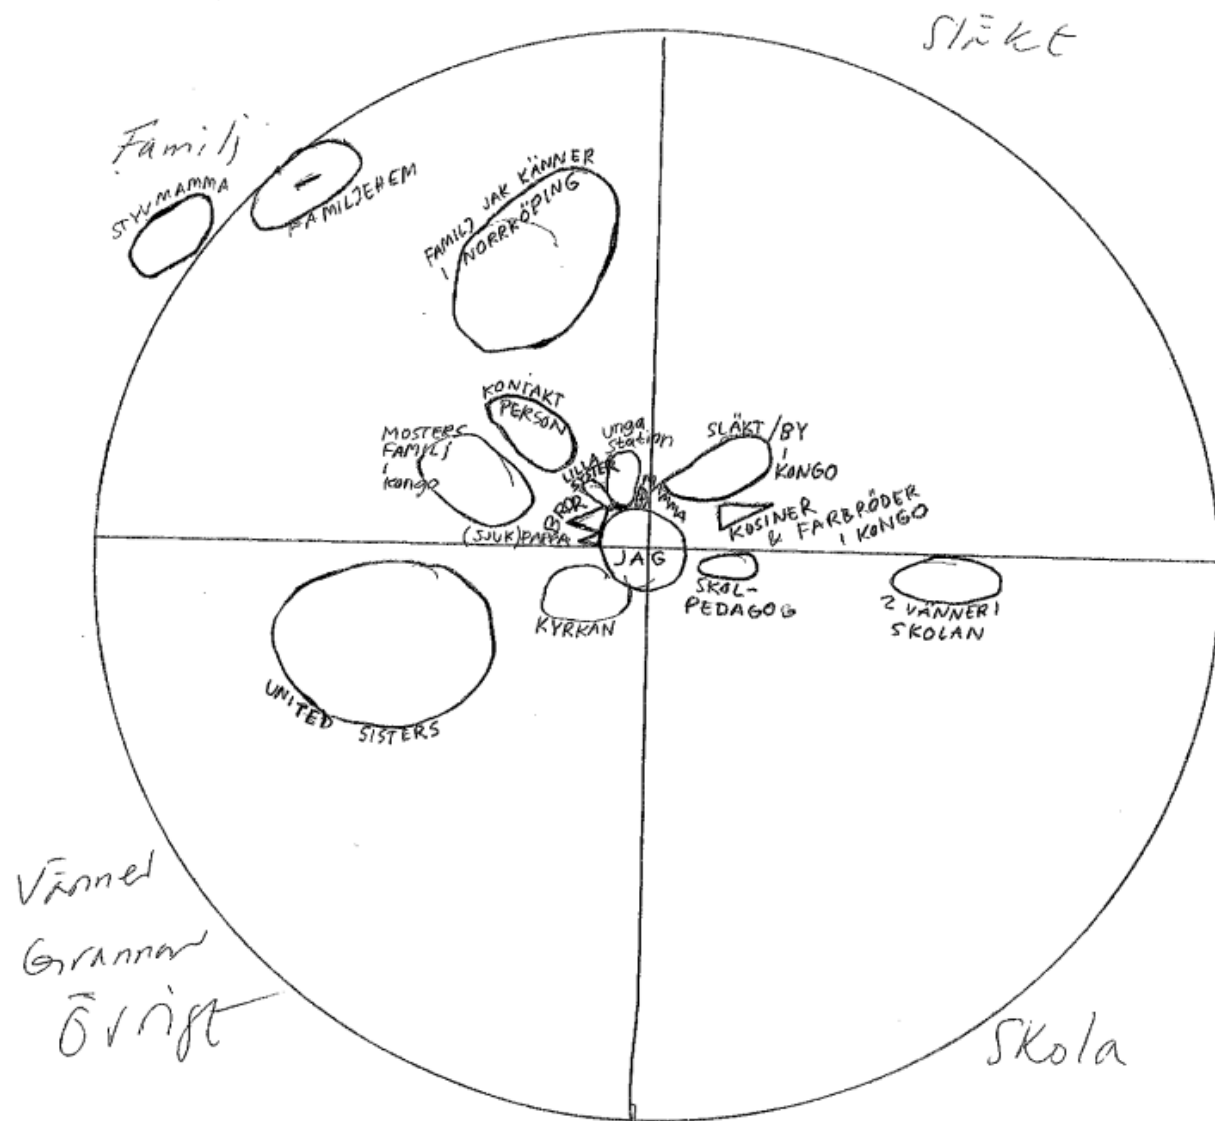 Släkt
Familj
STYVMAMMA
FAMILJEHEM
FAMILJ JAK KÄNNER
I NORRKÖPING
KONTAKT
PERSON
MOSTERS
FAMILJ
i
Kongo
Unga
Station
LILLA
SYSTER
MAMMA
SLÄKT/BY
I
KONGO
BROR
(SJUK) PAPPA
KOSINER
& FARBRÖDER
I KONGO
JAG
KYRKAN
SKOL-
PEDAGOG
2 VÄNNER I
SKOLAN
UNITED SISTERS
Vänner
Grannar
Övrigt
Skola